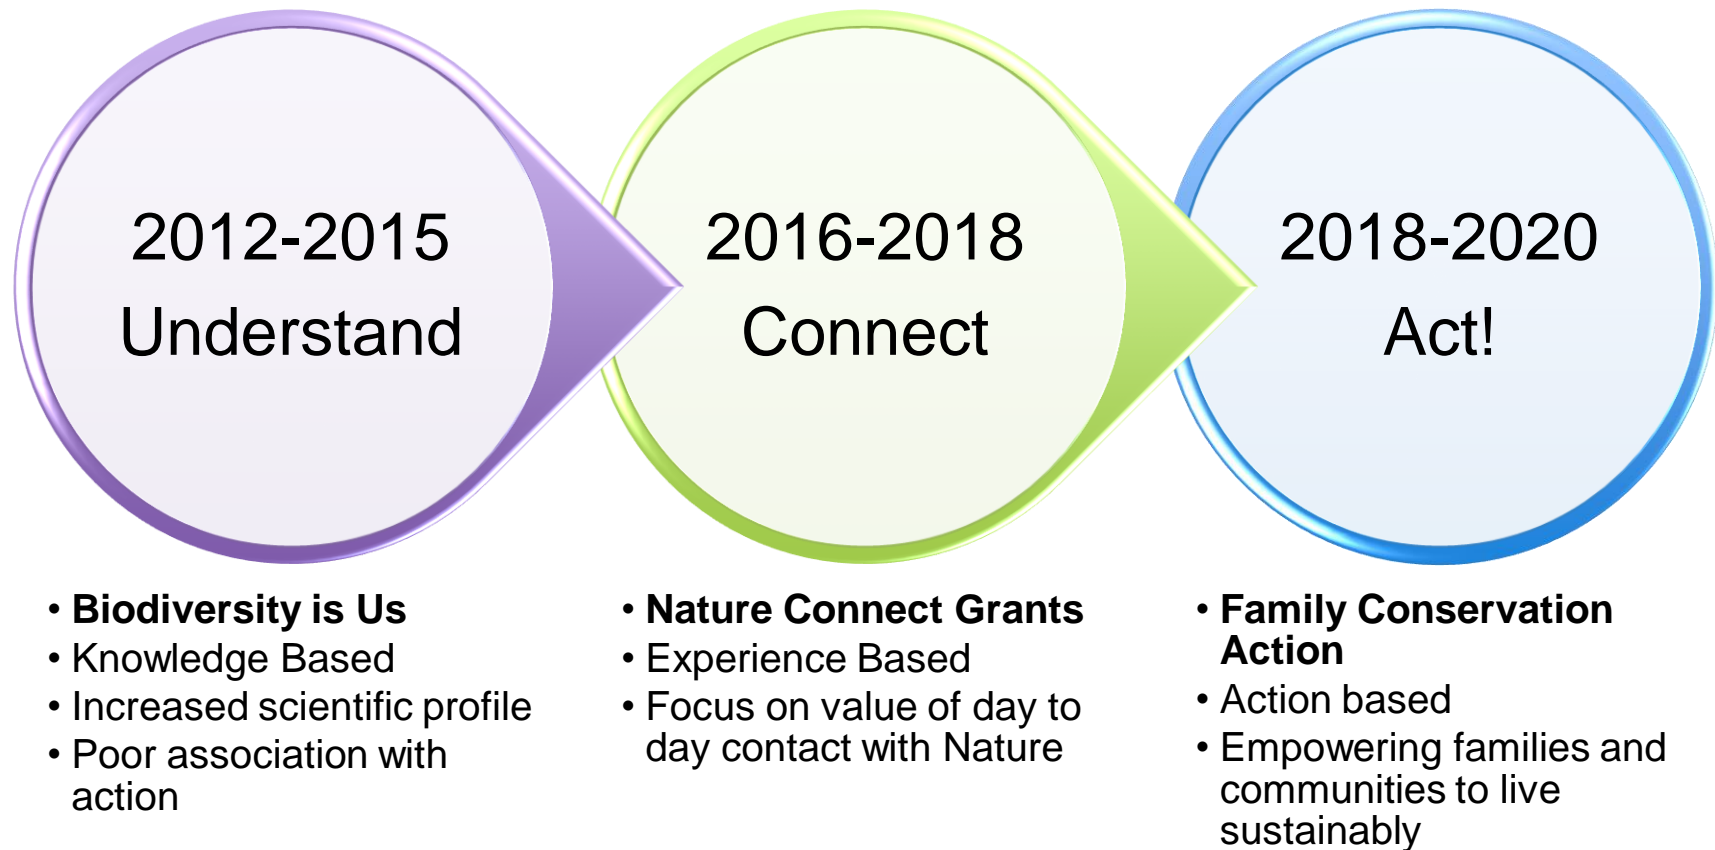 2012-2015
Understand
2016-2018
Connect
2018-2020
Act!
• Biodiversity is Us
• Knowledge Based
• Increased scientific profile
• Poor association with
action
• Nature Connect Grants
• Experience Based
• Focus on value of day to
day contact with Nature
• Family Conservation
Action
• Action based
• Empowering families and
communities to live
sustainably